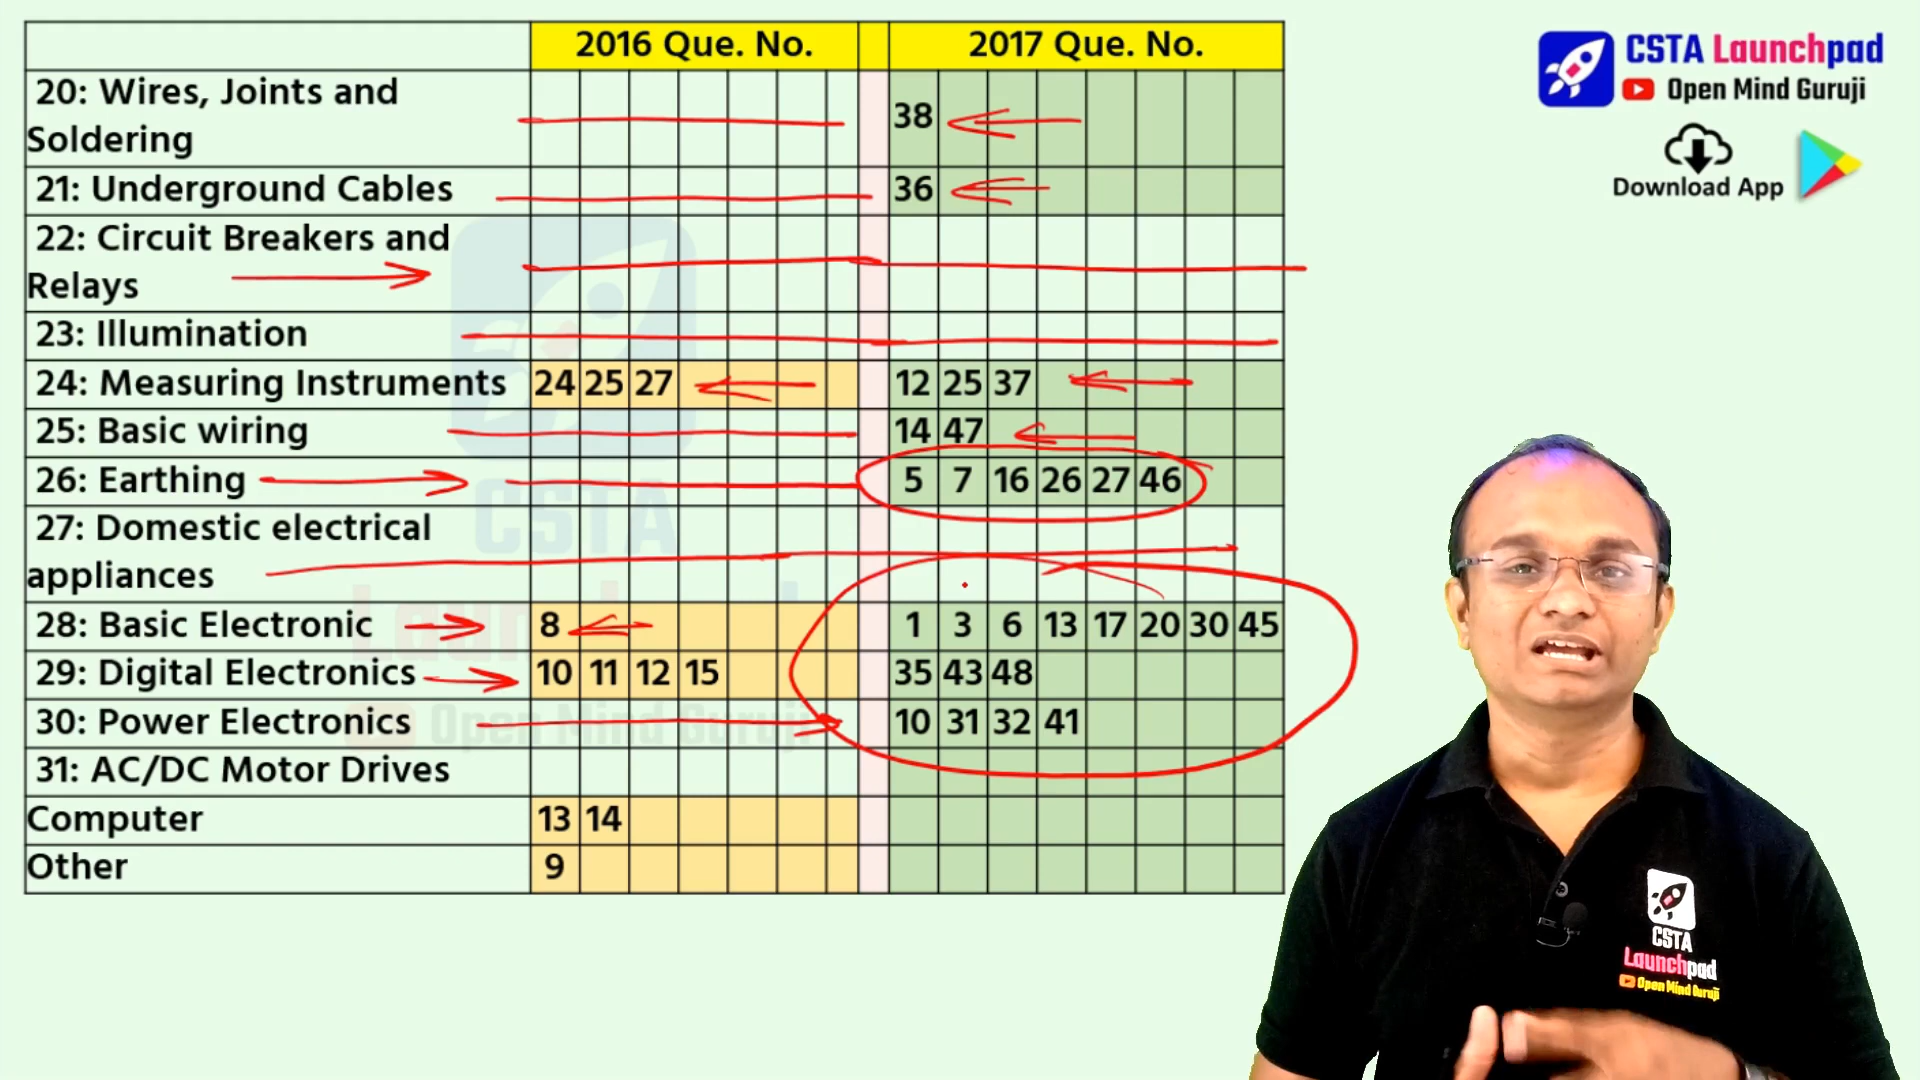 2016 Que. No. 2017 Que. No.
20: Wires, Joints and
Soldering 38
21: Underground Cables 36
22: Circuit Breakers and
Relays
23: Illumination
24: Measuring Instruments 24 25 27 12 25 37
25: Basic wiring 14 47
26: Earthing 5 7 16 26 27 46
27: Domestic electrical
appliances
28: Basic Electronic 8 1 3 6 13 17 20 30 45
29: Digital Electronics 10 11 12 15 35 43 48
30: Power Electronics 10 31 32 41
31: AC/DC Motor Drives
Computer 13 14
Other 9
CSTA Launchpad
Open Mind Guruji
Download App
CSTA
Launchpad
Open Mind Guruji
CSTA
Launchpad
Open Mind Guruji